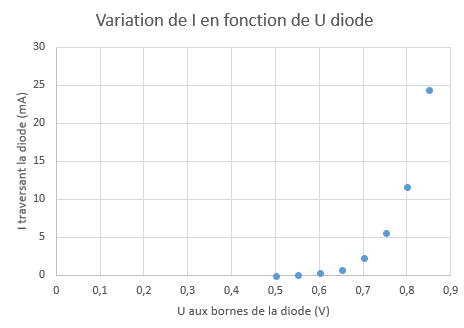 Variation de I en fonction de U diode
I traversant la diode (mA)
30
25
20
15
10
5
0
0 0,1 0,2 0,3 0,4 0,5 0,6 0,7 0,8 0,9
U aux bornes de la diode (V)